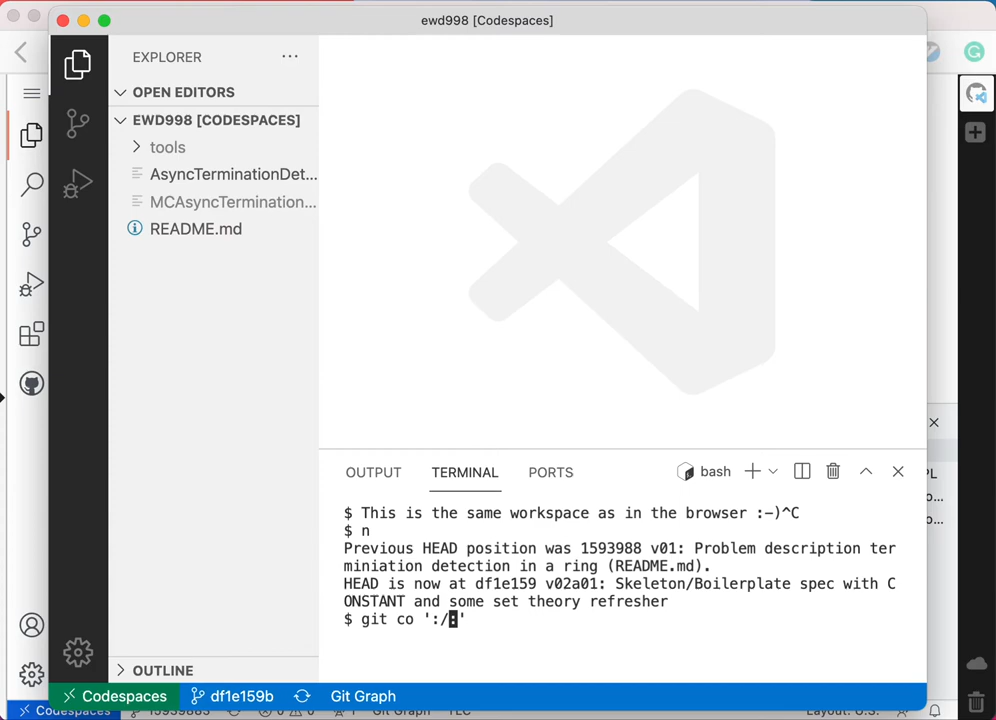 ewd998 [Codespaces]
EXPLORER
OPEN EDITORS
EWD998 [CODESPACES]
tools
AsyncTerminationDet...
MCAsyncTermination...
README.md
OUTPUT
TERMINAL
PORTS
bash
$ This is the same workspace as in the browser :-)^C
$ n
Previous HEAD position was 1593988 v01: Problem description ter
miniation detection in a ring (README.md).
HEAD is now at df1e159 v02a01: Skeleton/Boilerplate spec with C
ONSTANT and some set theory refresher
$ git co ':/:'
OUTLINE
Codespaces
df1e159b
Git Graph
Codespaces